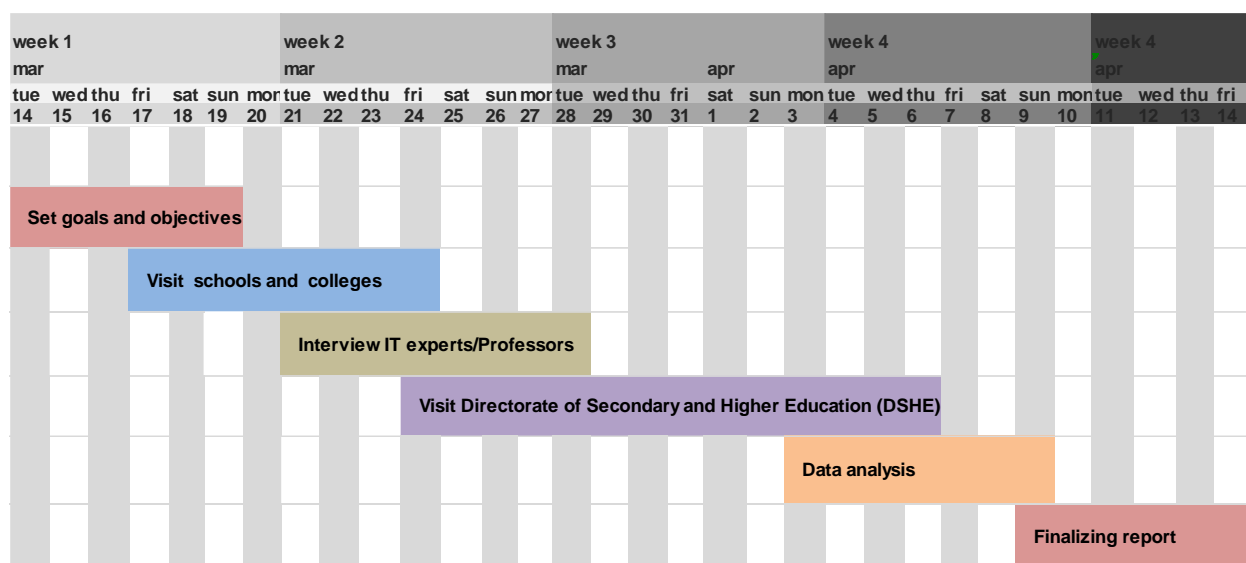 week 1 week 2 week 3 week 4 week 4
mar mar mar apr apr apr
tue wed thu fri sat sun mon tue wed thu fri sat sun mon tue wed thu fri sat sun mon tue wed thu fri sat sun mon tue wed thu fri
14 15 16 17 18 19 20 21 22 23 24 25 26 27 28 29 30 31 1 2 3 4 5 6 7 8 9 10 11 12 13 14
Set goals and objectives
Visit schools and colleges
Interview IT experts/Professors
Visit Directorate of Secondary and Higher Education (DSHE)
Data analysis
Finalizing report